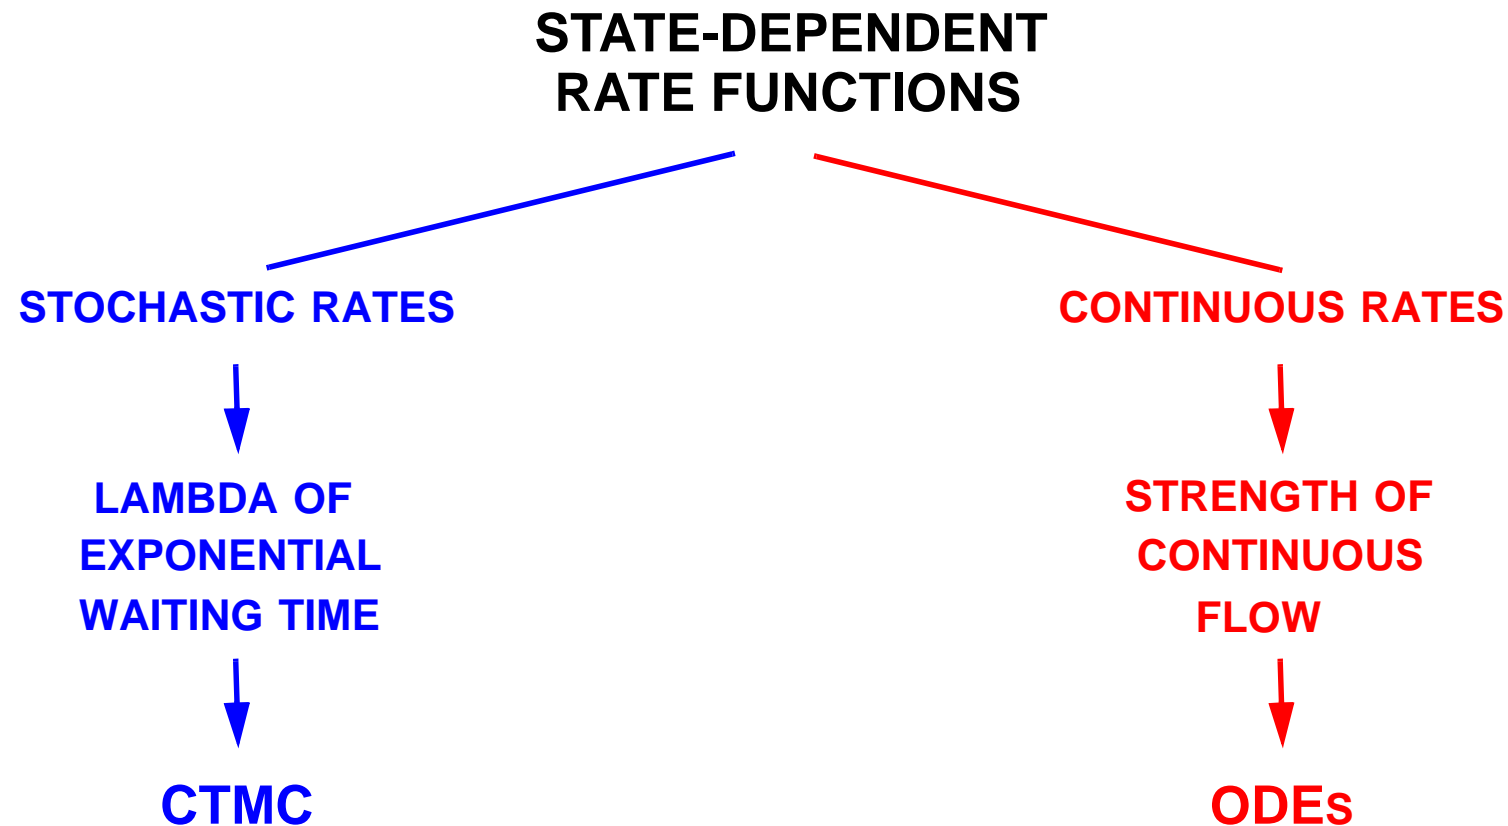 STATE-DEPENDENT
RATE FUNCTIONS
STOCHASTIC RATES
LAMBDA OF
EXPONENTIAL
WAITING TIME
CTMC
CONTINUOUS RATES
STRENGTH OF
CONTINUOUS
FLOW
ODEs